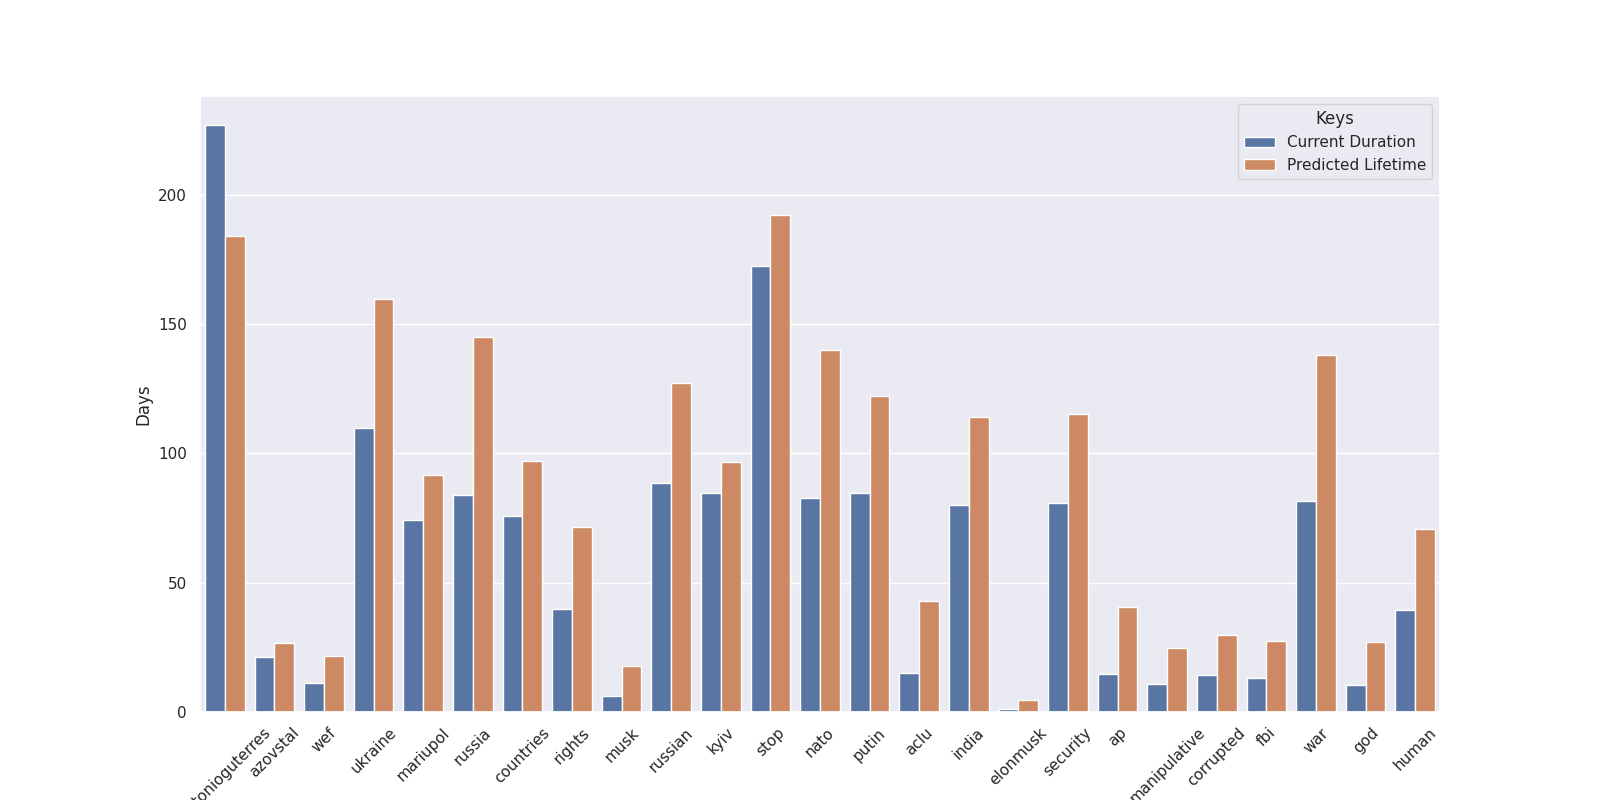 Keys
Current Duration
Predicted Lifetime
Days
200
150
100
50
0
azovstal
wef
ukraine
mariupol
russia
countries
rights
musk
russian
kyiv
stop
nato
putin
aclu
india
elonmusk
security
ap
manipulative
corrupted
fbi
war
god
human